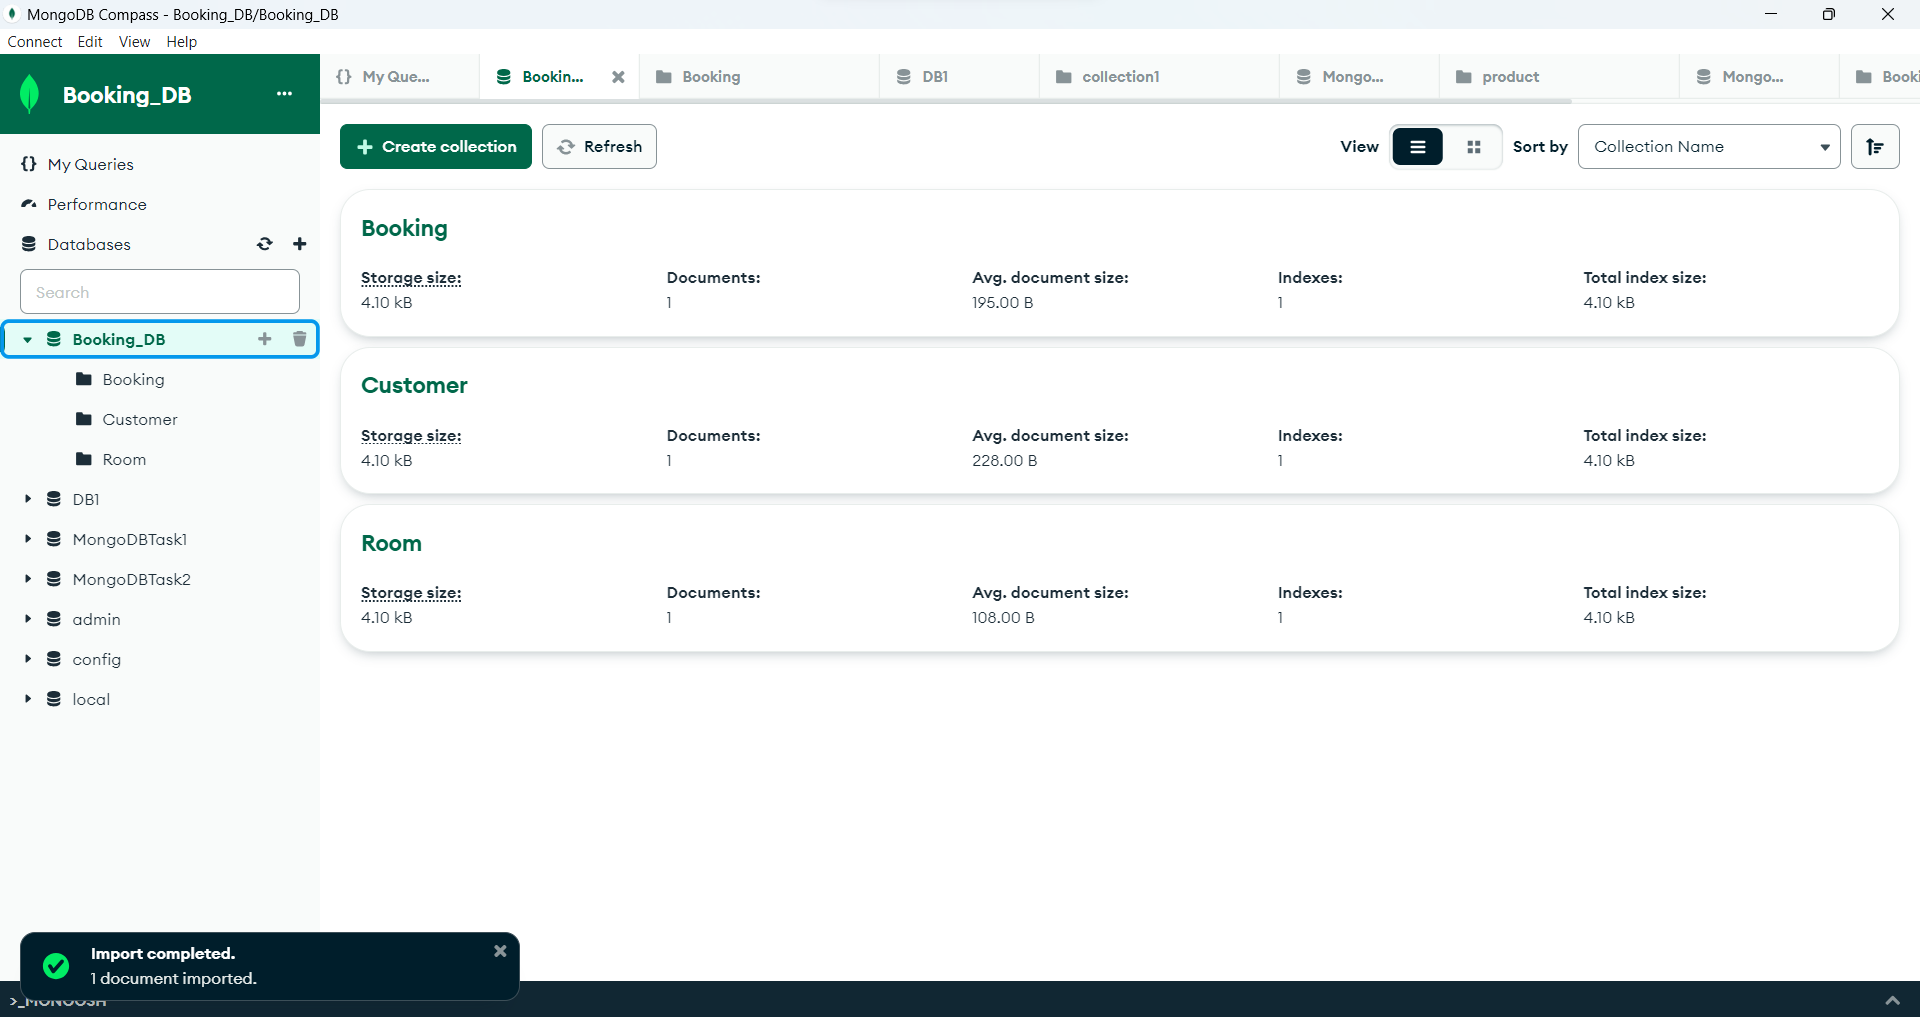 MongoDB Compass - Booking_DB/Booking_DB
Connect Edit View Help
Booking_DB
{} My Que...
Bookin...
Booking
DB1
collection1
Mongo...
product
Mongo...
Booki
{} My Queries
Performance
Databases
Search
Booking_DB
Booking
Customer
Room
DB1
MongoDBTask1
MongoDBTask2
admin
config
local
Create collection
Refresh
View
Sort by
Collection Name
Booking
Storage size: Documents: Avg. document size: Indexes: Total index size:
4.10 kB 1 195.00 B 1 4.10 kB
Customer
Storage size: Documents: Avg. document size: Indexes: Total index size:
4.10 kB 1 228.00 B 1 4.10 kB
Room
Storage size: Documents: Avg. document size: Indexes: Total index size:
4.10 kB 1 108.00 B 1 4.10 kB
Import completed.
1 document imported.
>_MONGOSH